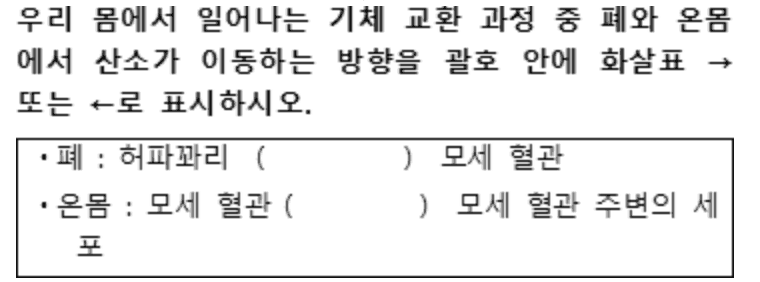 우리 몸에서 일어나는 기체 교환 과정 중 폐와 온몸
에서 산소가 이동하는 방향을 괄호 안에 화살표 →
또는 ←로 표시하시오.
・폐 : 허파꽈리 (            ) 모세 혈관
・온몸 : 모세 혈관 (            ) 모세 혈관 주변의 세
포